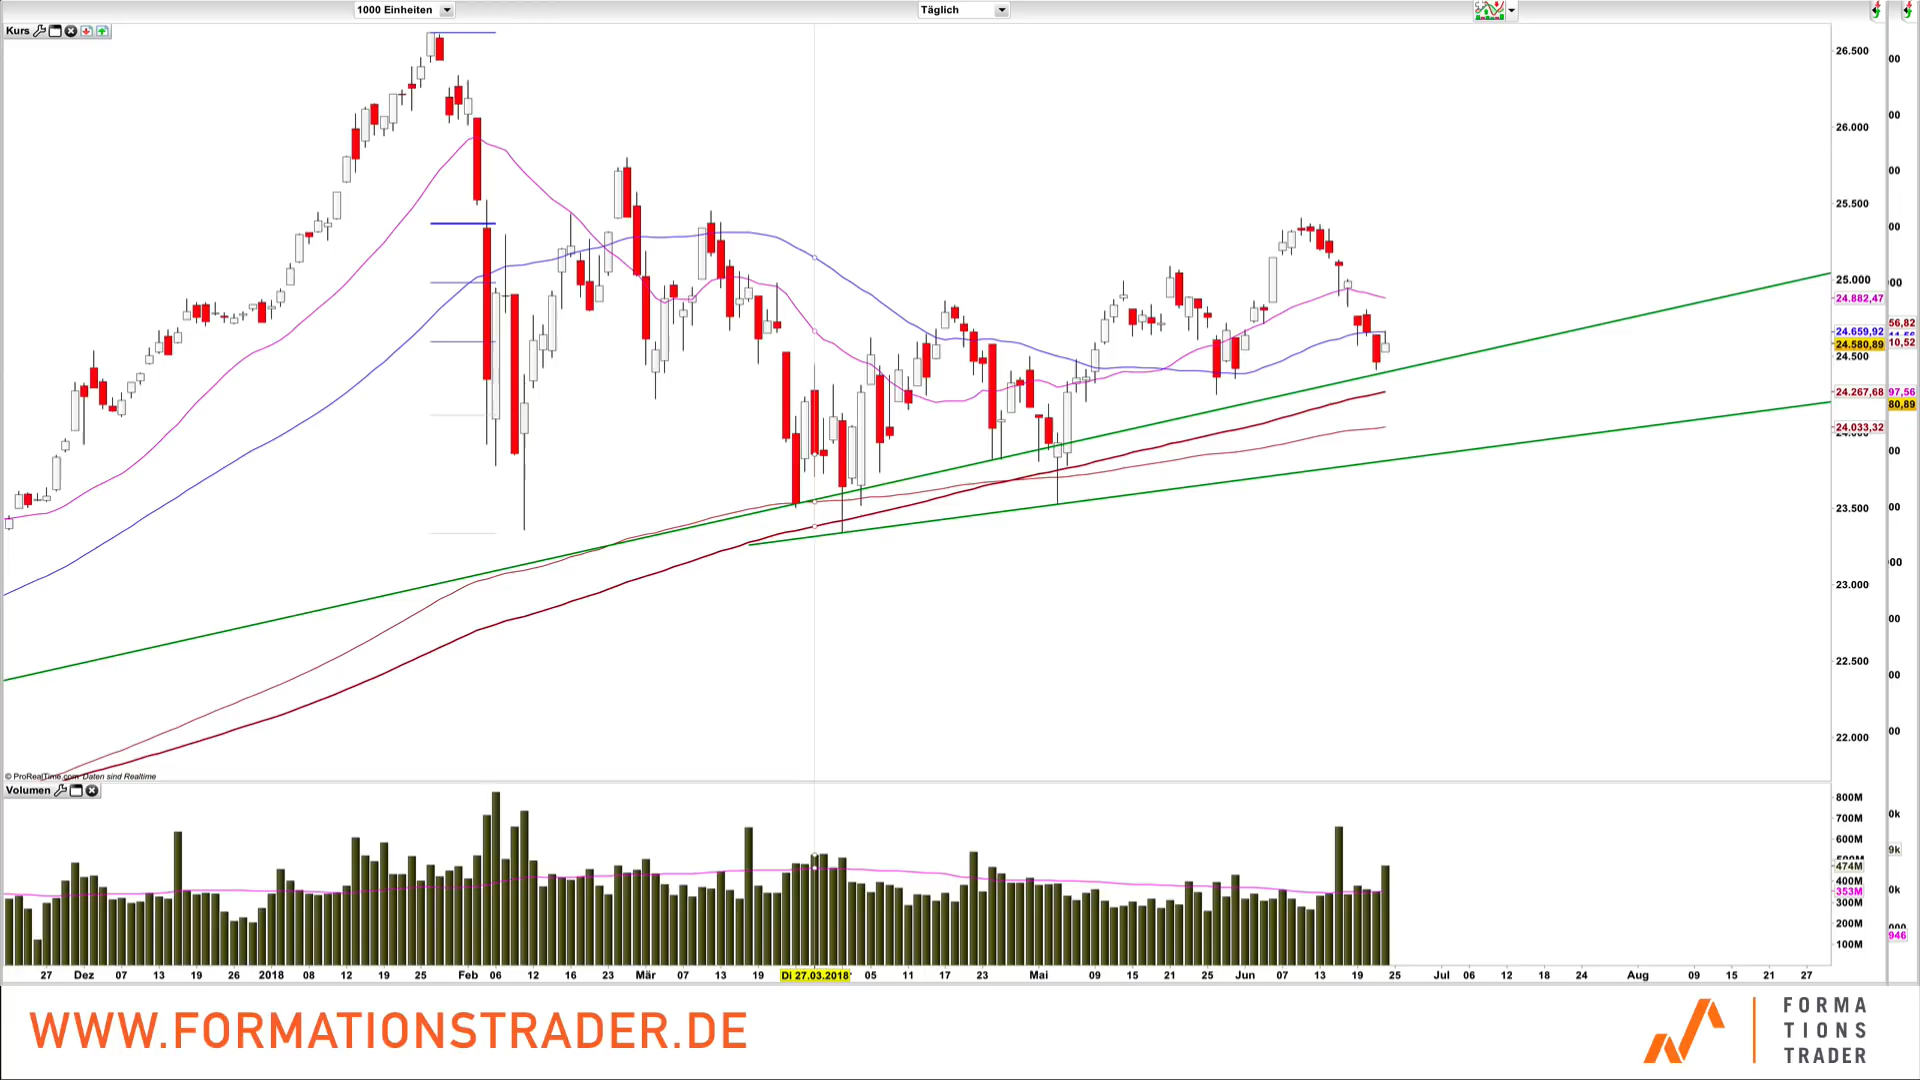 1000 Einheiten
Täglich
Kurs
26.500
26.000
25.500
25.000
24.882,47
24.659,92
24.580,89
24.500
24.267,68
24.033,32
23.500
23.000
22.500
22.000
56,82
10,52
97,56
80,89
© ProRealTime.com Daten sind Realtime
Volumen
800M
700M
600M
474M
400M
353M
300M
200M
100M
0k
9k
0k
946
27 Dez 07 13 19 26 2018 08 12 19 25 Feb 06 12 16 23 Mär 07 13 19 Di 27.03.2018 05 11 17 23 Mai 09 15 21 25 Jun 07 13 19 25 Jul 06 12 18 24 Aug 09 15 21 27
WWW.FORMATIONSTRADER.DE
FORMA
TIONS
TRADER